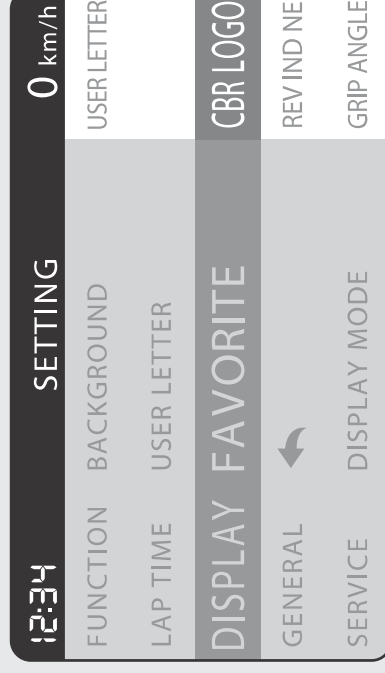 12:34 SETTING 0 km/h
FUNCTION BACKGROUND USER LETTER
LAP TIME USER LETTER
DISPLAY FAVORITE CBR LOGO
GENERAL REV IND NE
SERVICE DISPLAY MODE GRIP ANGLE